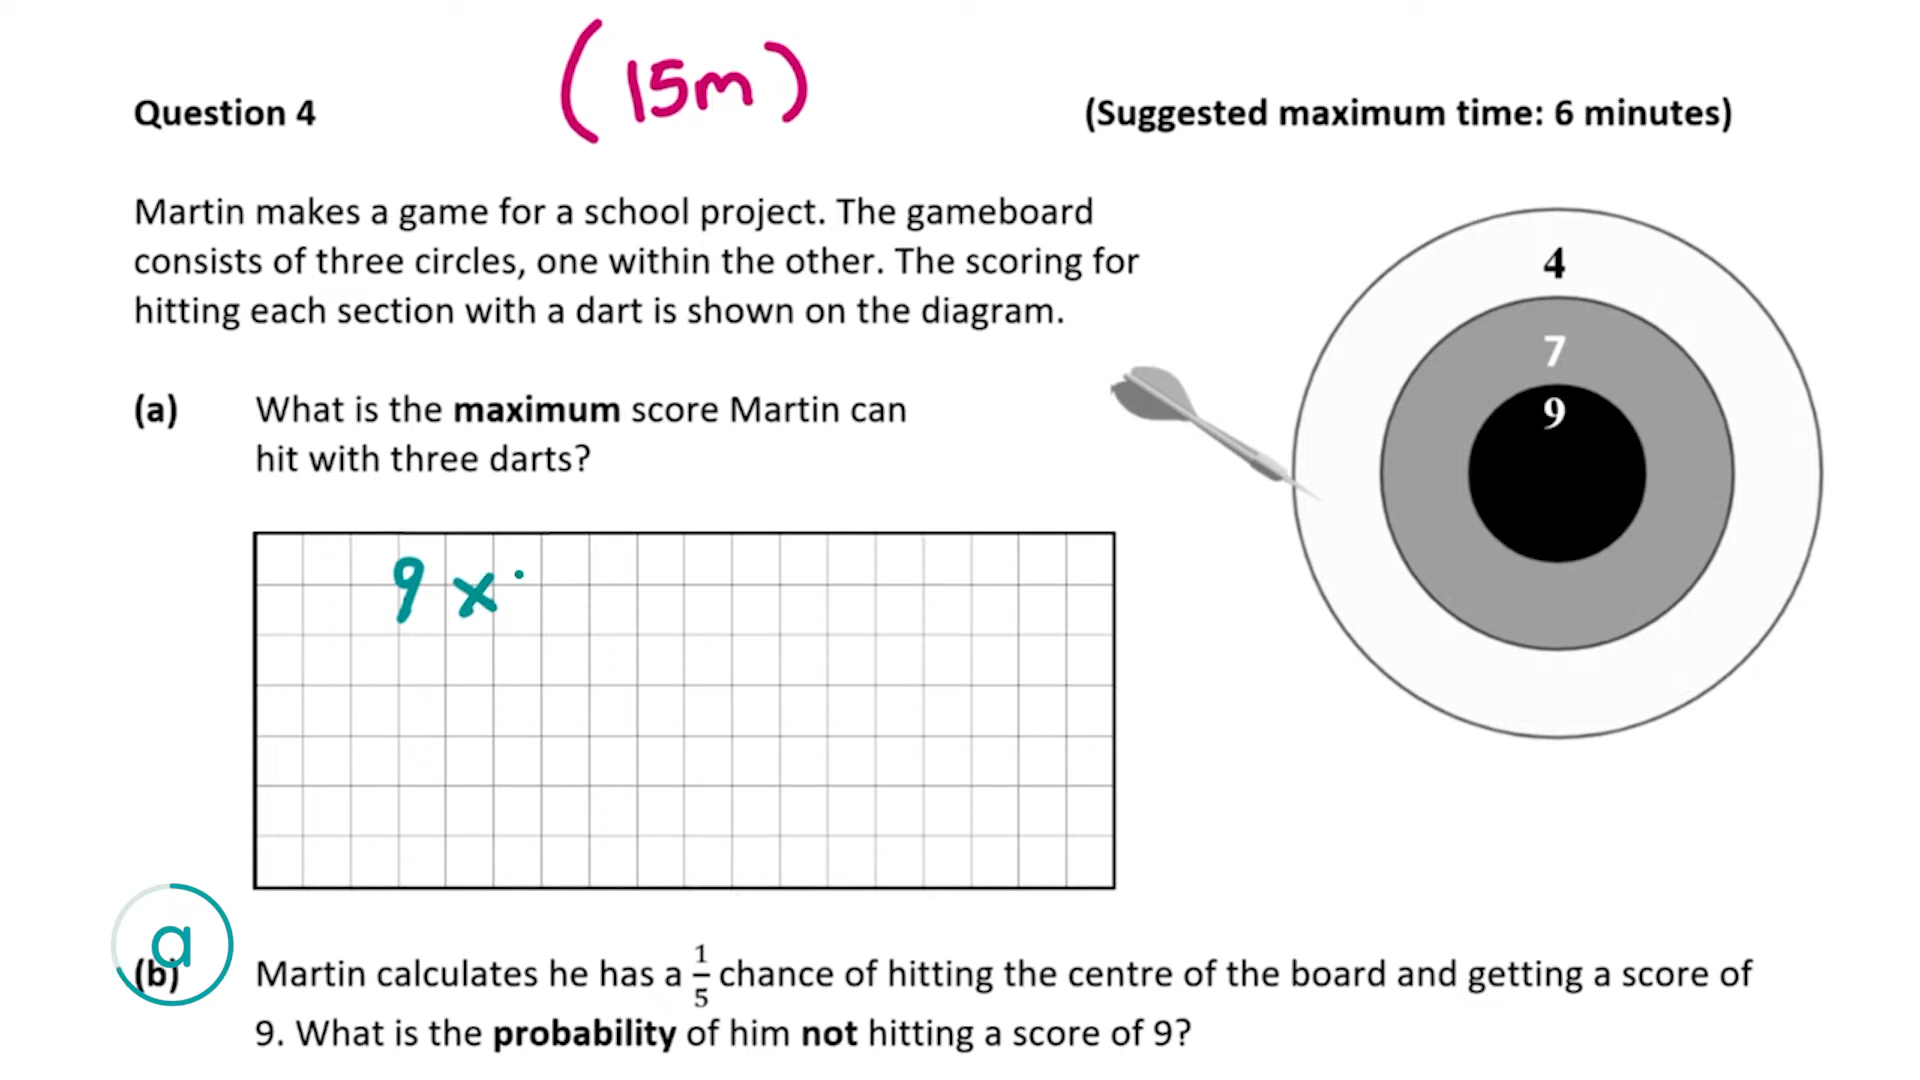 (15m)
Question 4
(Suggested maximum time: 6 minutes)
Martin makes a game for a school project. The gameboard
consists of three circles, one within the other. The scoring for
hitting each section with a dart is shown on the diagram.
4
7
9
(a) What is the maximum score Martin can
hit with three darts?
9 x
a
(b) Martin calculates he has a 1/5 chance of hitting the centre of the board and getting a score of
9. What is the probability of him not hitting a score of 9?